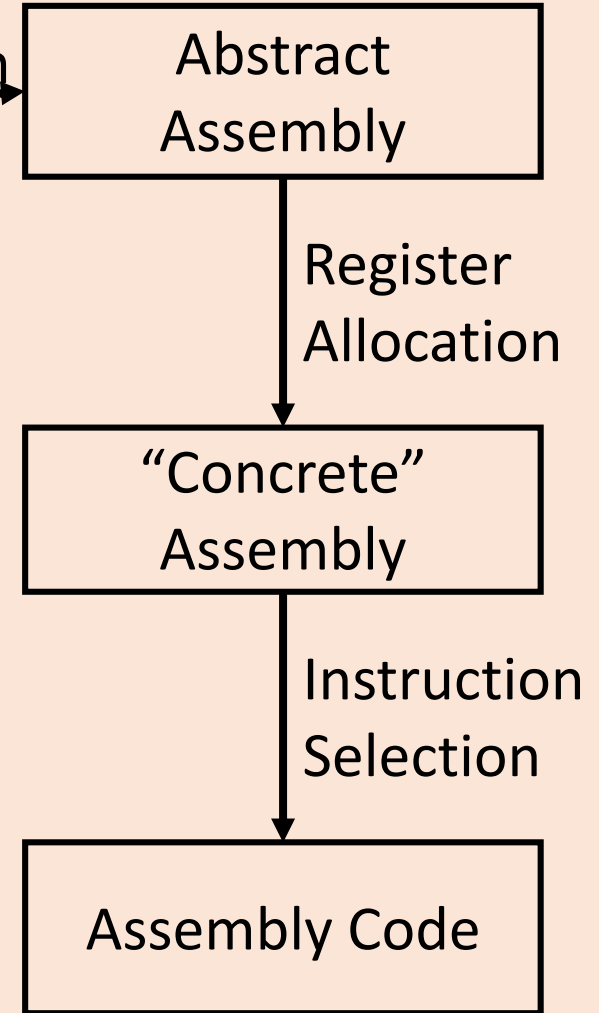 Abstract
Assembly
Register
Allocation
“Concrete”
Assembly
Instruction
Selection
Assembly Code